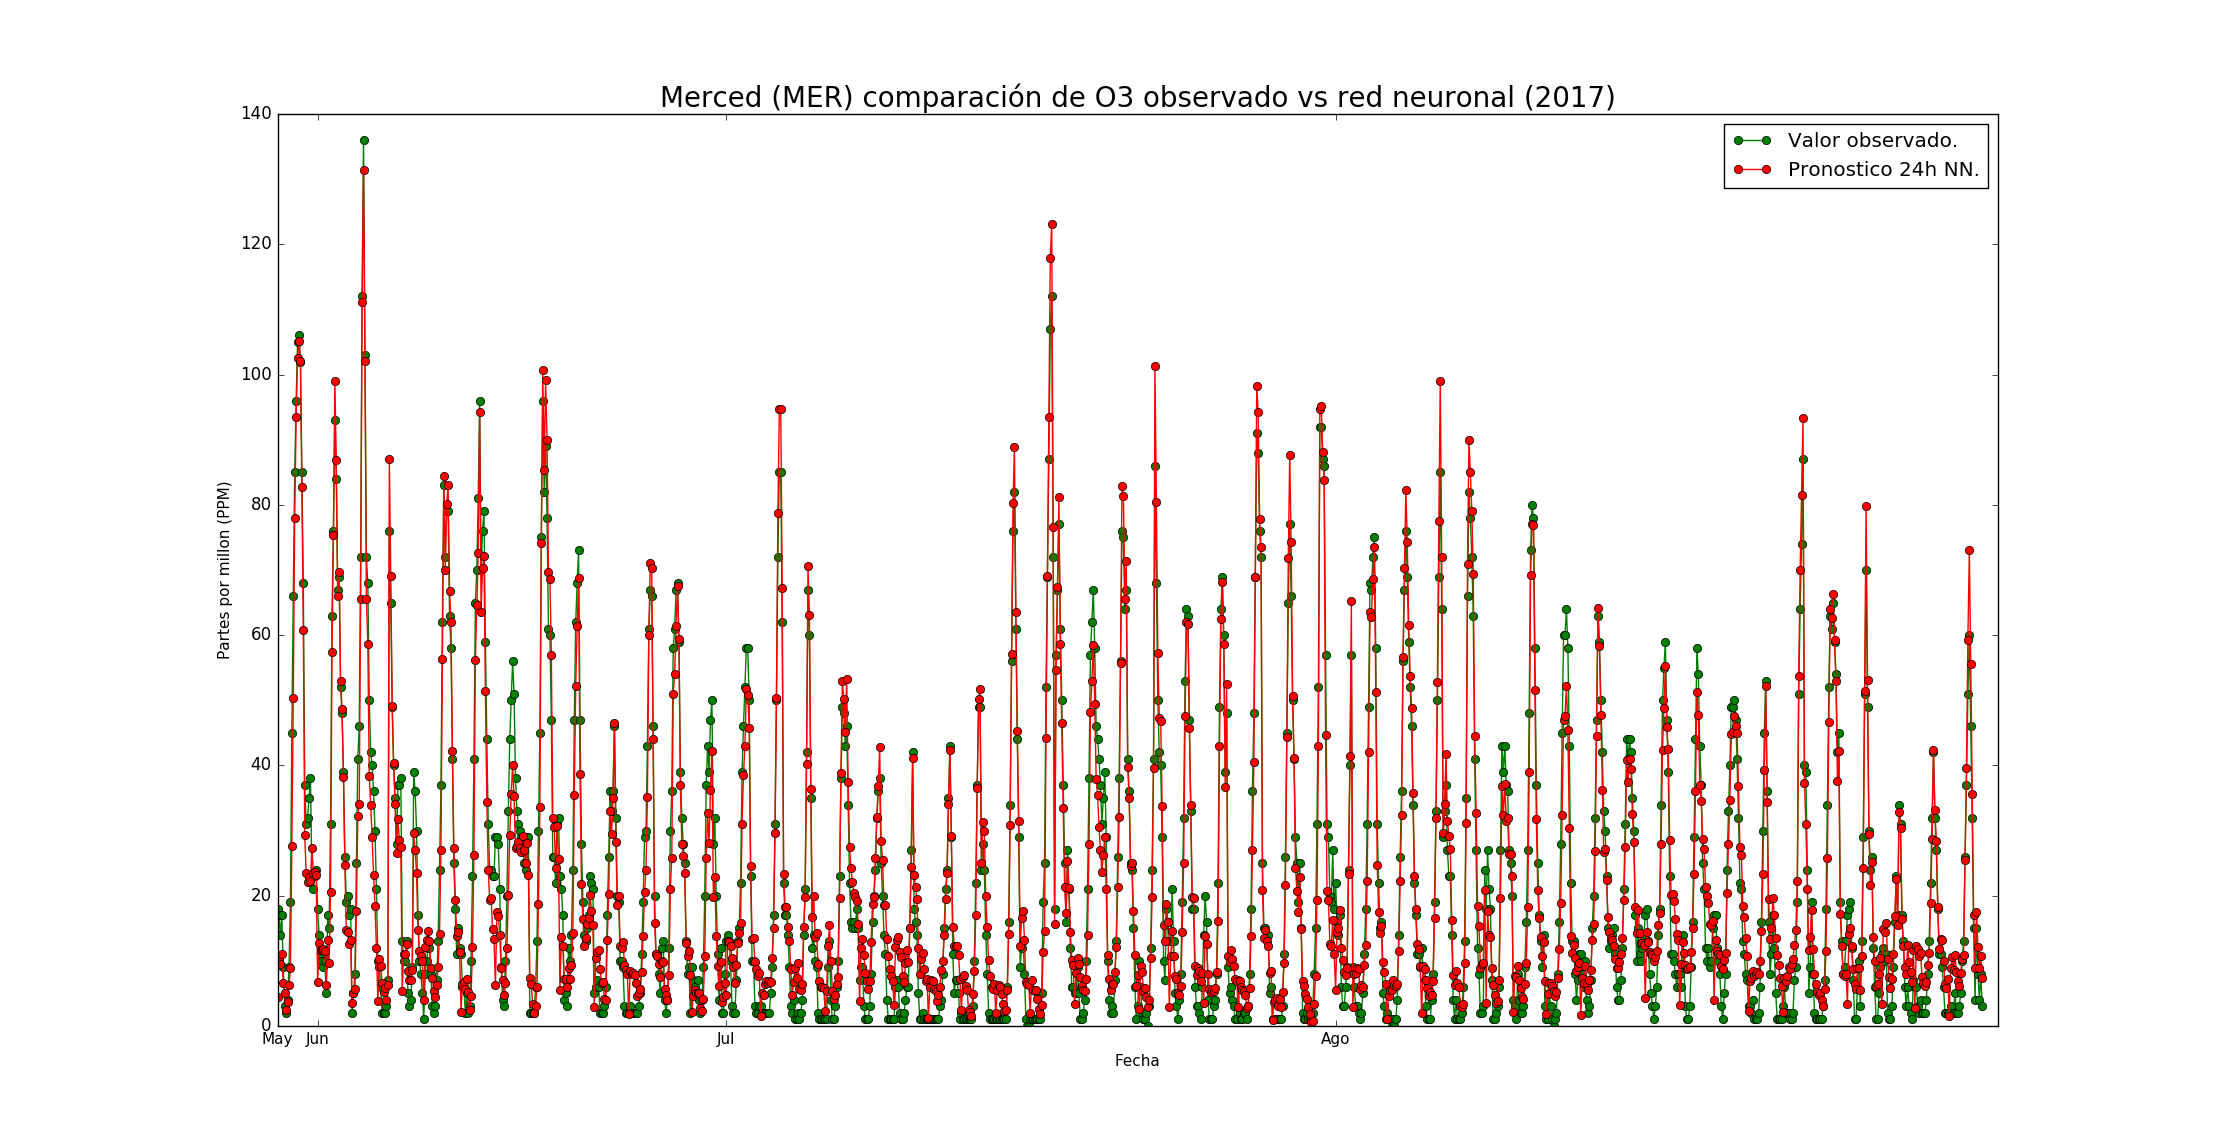 Merced (MER) comparación de O3 observado vs red neuronal (2017)
140
Valor observado.
Pronostico 24h NN.
120
100
80
60
40
20
0
Partes por millon (PPM)
May Jun Jul Ago
Fecha